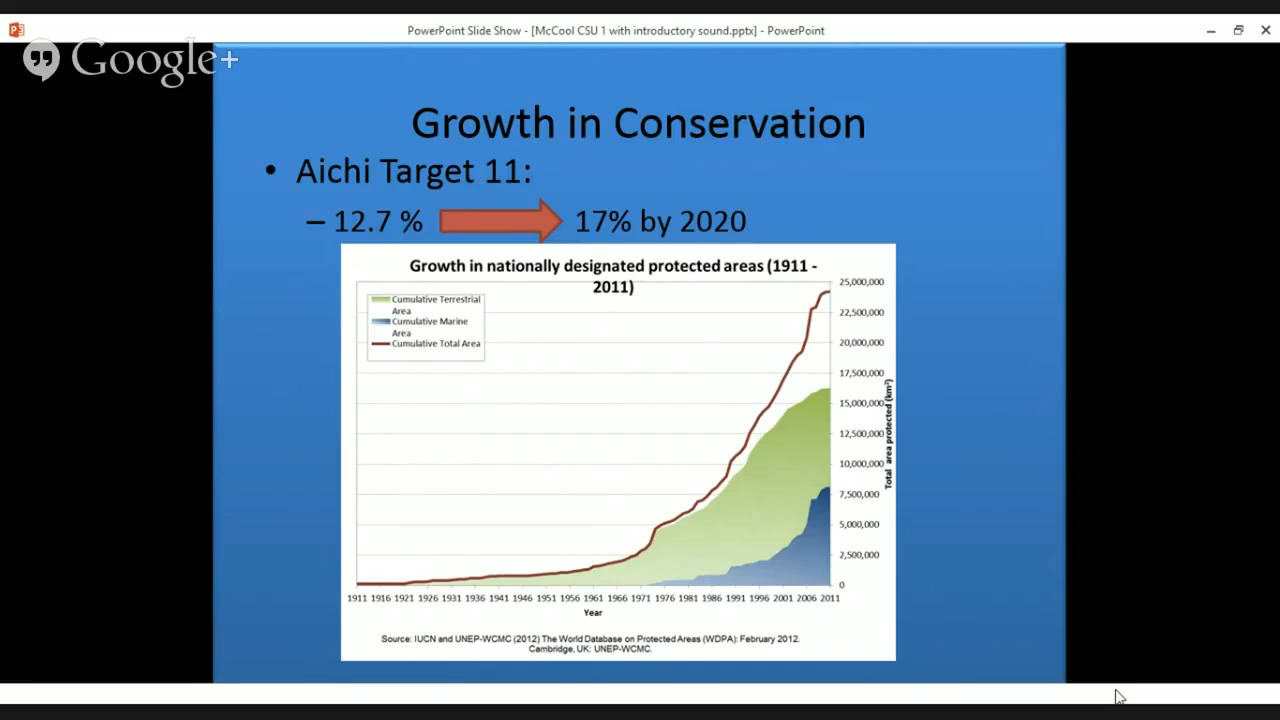 PowerPoint Slide Show - [McCool CSU 1 with introductory sound.pptx] - PowerPoint
Google+
Growth in Conservation
• Aichi Target 11:
– 12.7 % 17% by 2020
Growth in nationally designated protected areas (1911 -
2011)
Cumulative Terrestrial
Area
Cumulative Marine
Area
Cumulative Total Area
25,000,000
22,500,000
20,000,000
17,500,000
15,000,000
12,500,000
10,000,000
7,500,000
5,000,000
2,500,000
0
Total area protected (km²)
1911 1916 1921 1926 1931 1936 1941 1946 1951 1956 1961 1966 1971 1976 1981 1986 1991 1996 2001 2006 2011
Year
Source: IUCN and UNEP-WCMC (2012) The World Database on Protected Areas (WDPA): February 2012.
Cambridge, UK: UNEP-WCMC.